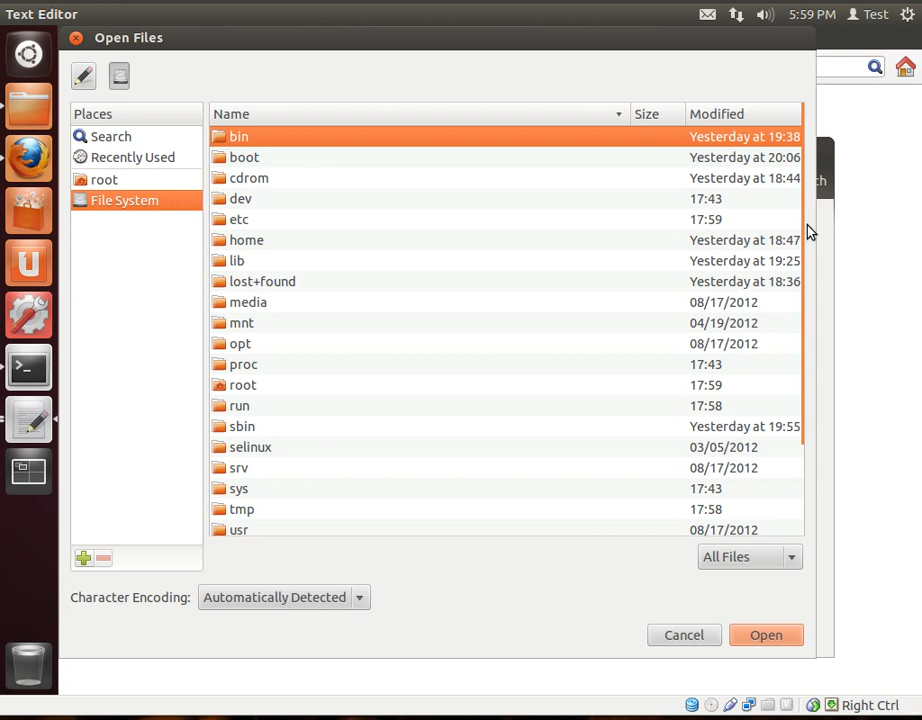 Text Editor
5:59 PM Test
Open Files
Places
Name Size Modified
Search
Recently Used
root
File System
bin Yesterday at 19:38
boot Yesterday at 20:06
cdrom Yesterday at 18:44
dev 17:43
etc 17:59
home Yesterday at 18:47
lib Yesterday at 19:25
lost+found Yesterday at 18:36
media 08/17/2012
mnt 04/19/2012
opt 08/17/2012
proc 17:43
root 17:59
run 17:58
sbin Yesterday at 19:55
selinux 03/05/2012
srv 08/17/2012
sys 17:43
tmp 17:58
usr 08/17/2012
ch
All Files
Character Encoding: Automatically Detected
Cancel Open
Right Ctrl